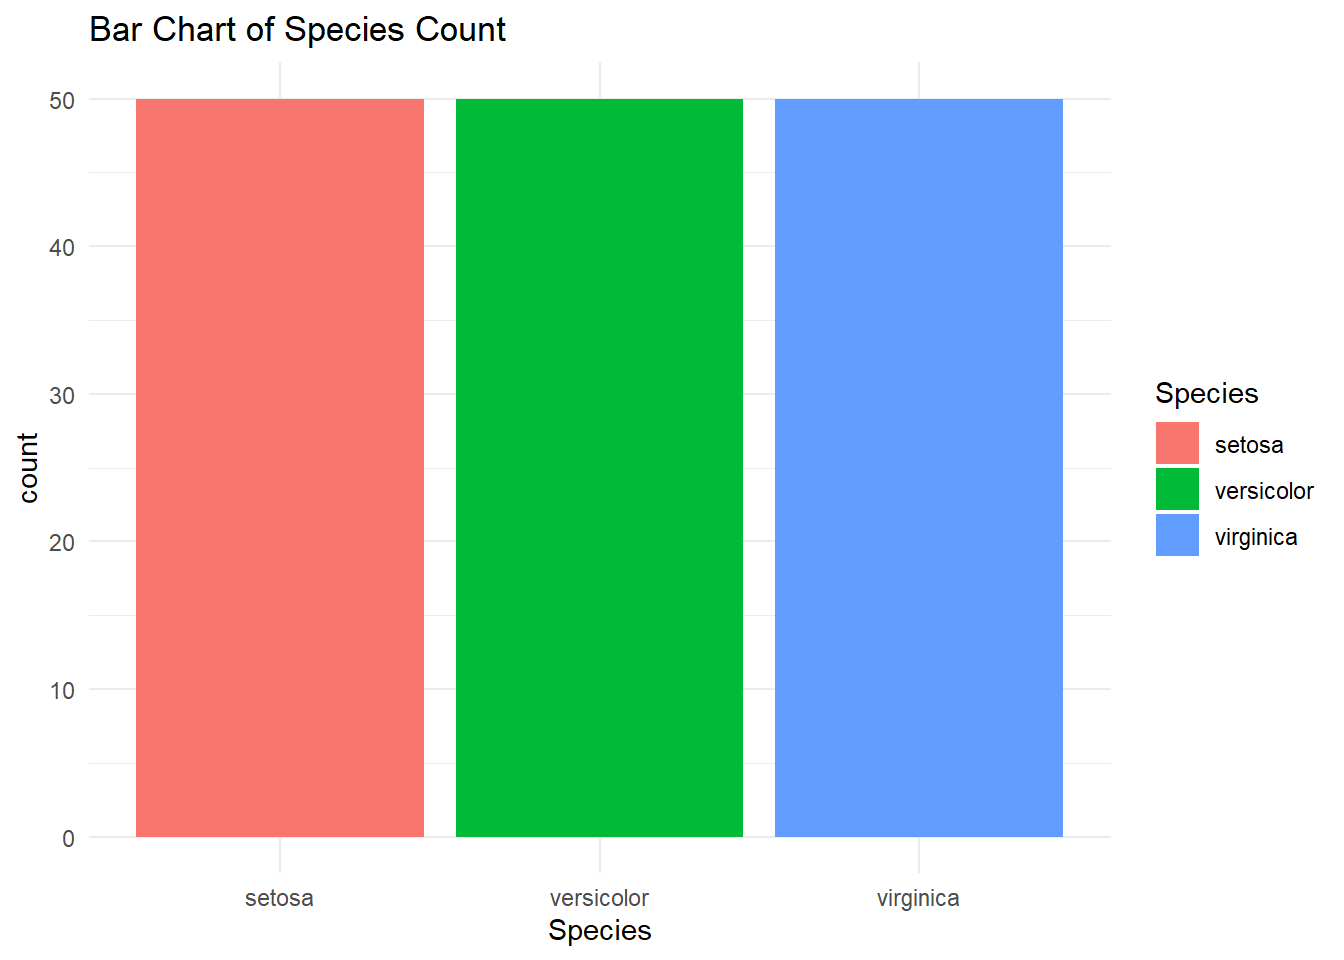 Bar Chart of Species Count
50
40
30
20
10
0
count
setosa
versicolor
virginica
Species
Species
setosa
versicolor
virginica